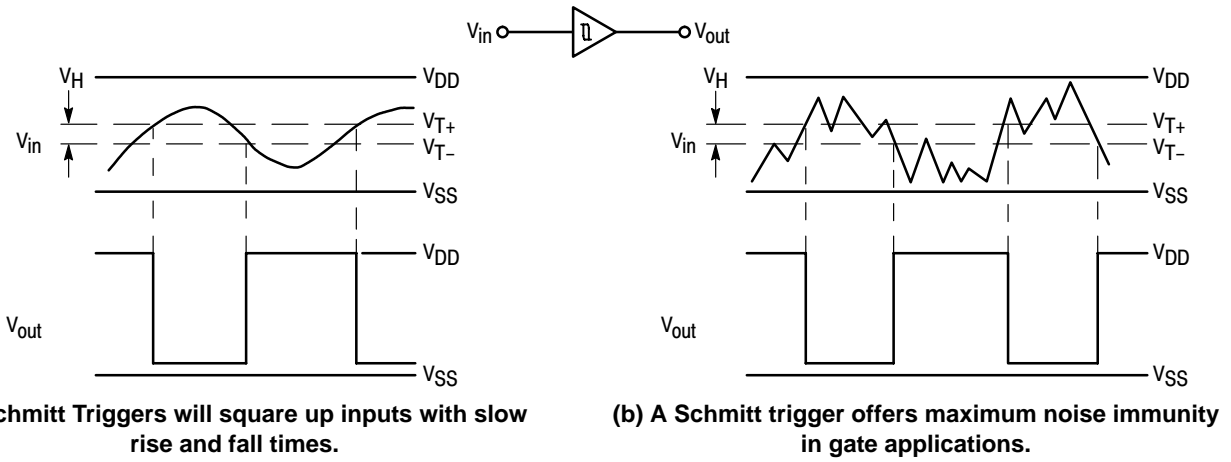 Vin Vout
VH VDD
VT+
Vin
VT−
VSS
VDD
Vout
VSS
Schmitt Triggers will square up inputs with slow
rise and fall times.
VH VDD
VT+
Vin
VT−
VSS
VDD
Vout
VSS
(b) A Schmitt trigger offers maximum noise immunity
in gate applications.